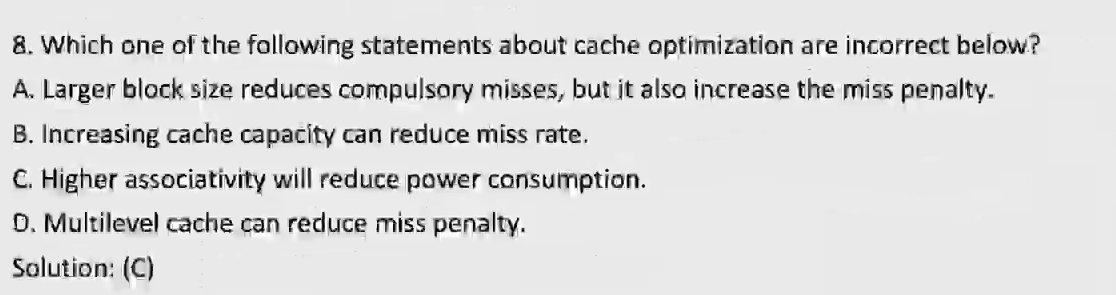 8. Which one of the following statements about cache optimization are incorrect below?
A. Larger block size reduces compulsory misses, but it also increase the miss penalty.
B. Increasing cache capacity can reduce miss rate.
C. Higher associativity will reduce power consumption.
D. Multilevel cache can reduce miss penalty.
Solution: (C)